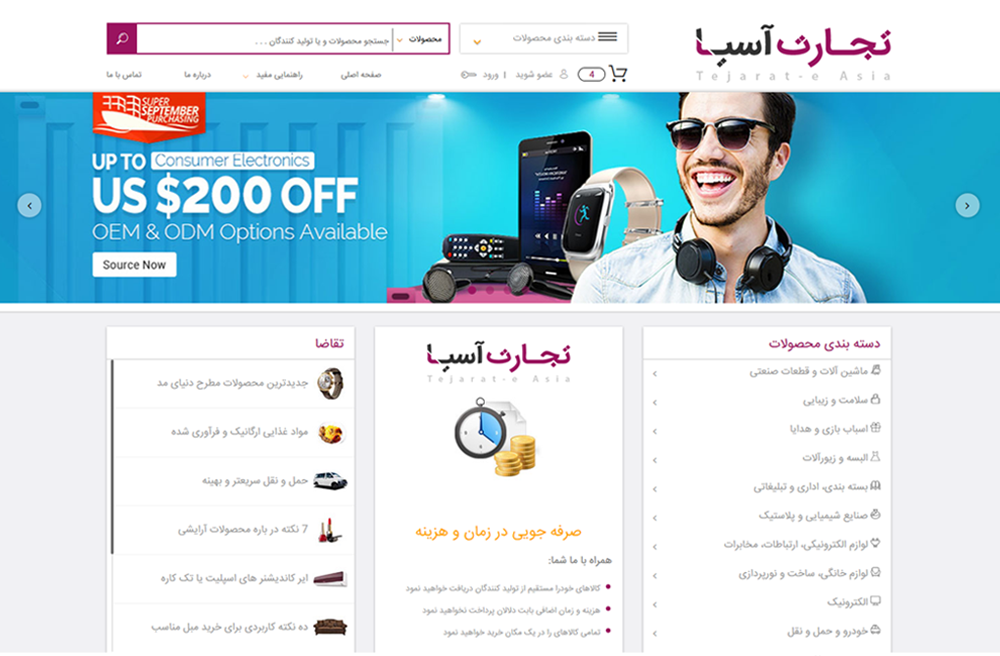 تجارت آسیا
Tejarat-e Asia
دسته بندی محصولات
محصولات
جستجو محصولات و یا تولید کنندگان . . .
4
عضو شوید
|
ورود
صفحه اصلی
راهنمایی مفید
درباره ما
تماس با ما
SUPER
SEPTEMBER
PURCHASING
UP TO Consumer Electronics
US $200 OFF
OEM & ODM Options Available
Source Now
دسته بندی محصولات
ماشین آلات و قطعات صنعتی
سلامت و زیبایی
اسباب بازی و هدایا
البسه و زیورآلات
بسته بندی، اداری و تبلیغاتی
صنایع شیمیایی و پلاستیک
لوازم الکترونیکی، ارتباطات، مخابرات
لوازم خانگی، ساخت و نورپردازی
الکترونیک
خودرو و حمل و نقل
تجارت آسیا
Tejarat-e Asia
صرفه جویی در زمان و هزینه
همراه با ما شما:
کالاهای خودرا مستقیم از تولید کنندگان دریافت خواهید نمود
هزینه و زمان اضافی بابت دلالان پرداخت نخواهید نمود
تمامی کالاهای را در یک مکان خرید خواهید نمود
تقاضا
جدیدترین محصولات مطرح دنیای مد
مواد غذایی ارگانیک و فرآوری شده
حمل و نقل سریعتر و بهینه
7 نکته در باره محصولات آرایشی
ایر کاندیشنر های اسپلیت یا تک کاره
ده نکته کاربردی برای خرید مبل مناسب